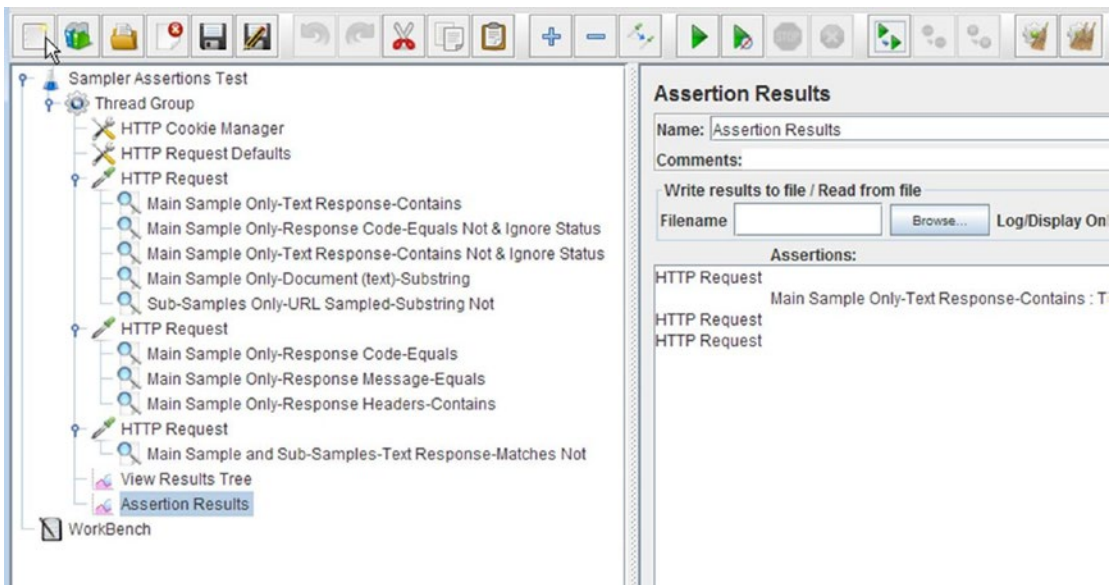 STOP
Sampler Assertions Test
Thread Group
HTTP Cookie Manager
HTTP Request Defaults
HTTP Request
Main Sample Only-Text Response-Contains
Main Sample Only-Response Code-Equals Not & Ignore Status
Main Sample Only-Text Response-Contains Not & Ignore Status
Main Sample Only-Document (text)-Substring
Sub-Samples Only-URL Sampled-Substring Not
HTTP Request
Main Sample Only-Response Code-Equals
Main Sample Only-Response Message-Equals
Main Sample Only-Response Headers-Contains
HTTP Request
Main Sample and Sub-Samples-Text Response-Matches Not
View Results Tree
Assertion Results
WorkBench
Assertion Results
Name: Assertion Results
Comments:
Write results to file / Read from file
Filename Browse... Log/Display Onl
Assertions:
HTTP Request
Main Sample Only-Text Response-Contains : T
HTTP Request
HTTP Request